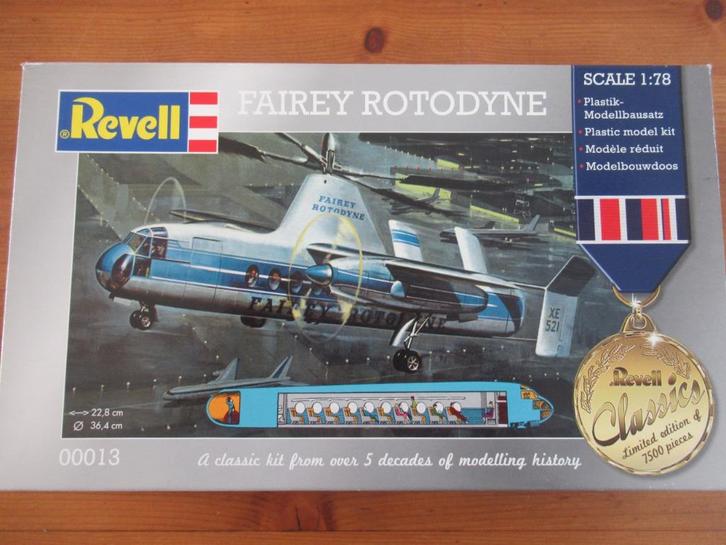 Revell
®
FAIREY ROTODYNE
SCALE 1:78
• Plastik-
Modellbausatz
• Plastic model kit
• Modèle réduit
• Modelbouwdoos
FAIREY
ROTODYNE
FAIREY ROTODYNE
XE
521
22,8 cm
Ø 36,4 cm
Revell
Classics
Limited edition of
7500 pieces
00013
A classic kit from over 5 decades of modelling history